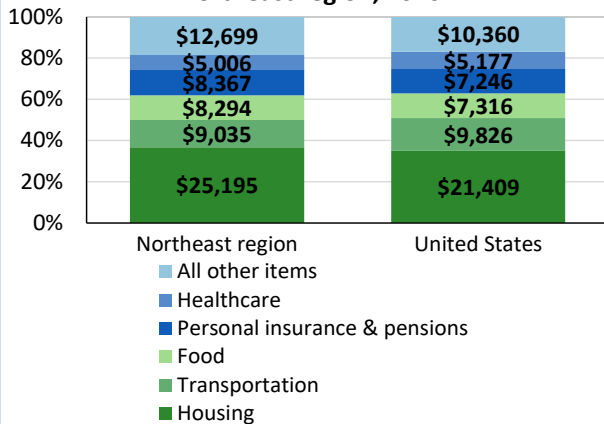 100%
80%
60%
40%
20%
0%
$12,699
$5,006
$8,367
$8,294
$9,035
$25,195
$10,360
$5,177
$7,246
$7,316
$9,826
$21,409
Northeast region
United States
All other items
Healthcare
Personal insurance & pensions
Food
Transportation
Housing